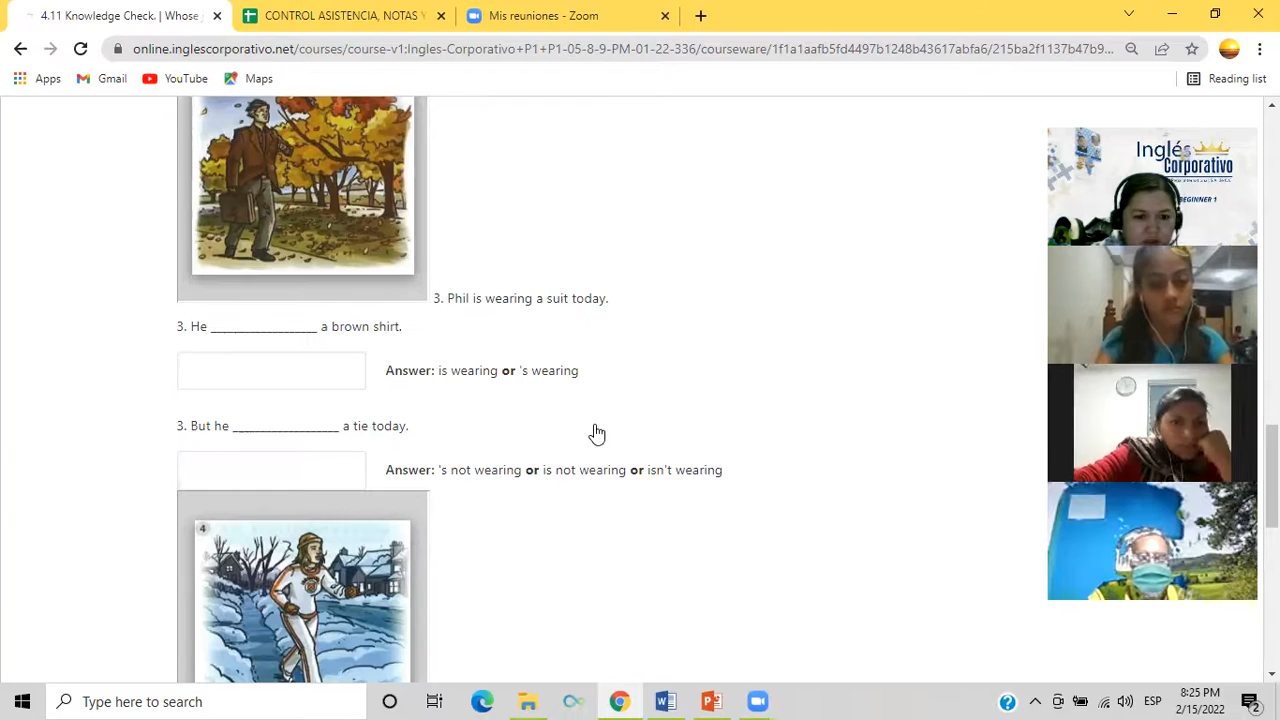 4.11 Knowledge Check. | Whose
CONTROL ASISTENCIA, NOTAS Y
Mis reuniones - Zoom
online.inglescorporativo.net/courses/course-v1:Ingles-Corporativo+P1+P1-05-8-9-PM-01-22-336/courseware/1f1a1aafb5fd4497b1248b43617abfa6/215ba2f1137b47b9...
Apps
Gmail
YouTube
Maps
Reading list
Inglés
Corporativo
BEGINNER 1
3. Phil is wearing a suit today.
3. He __________________ a brown shirt.
Answer: is wearing or 's wearing
3. But he __________________ a tie today.
Answer: 's not wearing or is not wearing or isn't wearing
4
Type here to search
ESP
8:25 PM
2/15/2022
2